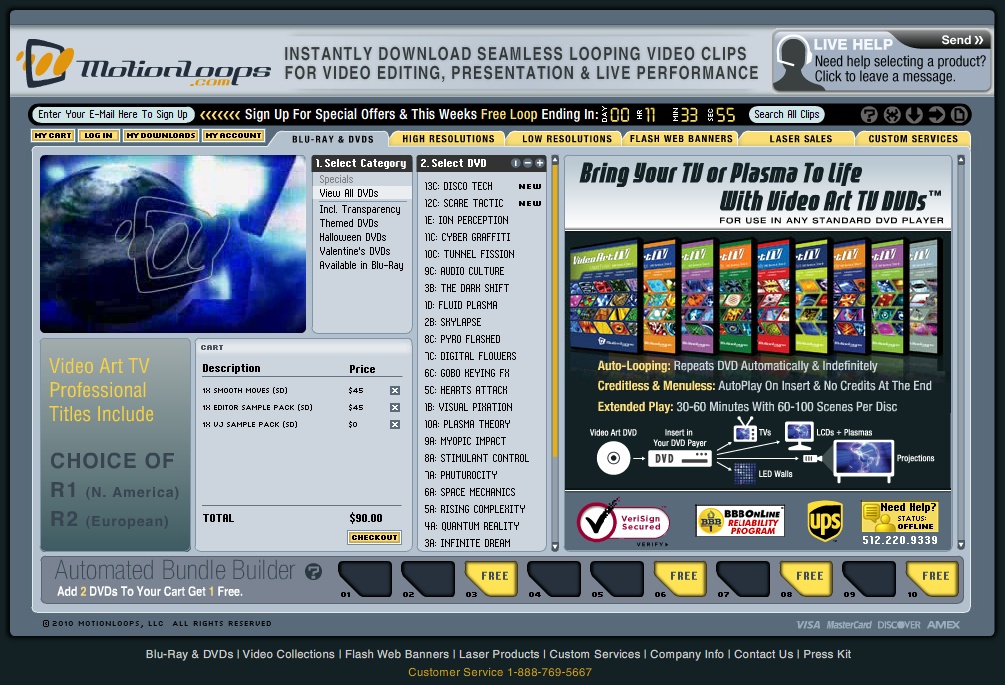 MotionLoops
.com
INSTANTLY DOWNLOAD SEAMLESS LOOPING VIDEO CLIPS
FOR VIDEO EDITING, PRESENTATION & LIVE PERFORMANCE
LIVE HELP
Send »
Need help selecting a product?
Click to leave a message.
Enter Your E-Mail Here To Sign Up
‹‹‹‹‹‹‹ Sign Up For Special Offers & This Weeks Free Loop Ending In: DAY 00 HR 11 MIN 33 SEC 55
Search All Clips
MY CART
LOG IN
MY DOWNLOADS
MY ACCOUNT
BLU-RAY & DVDS
HIGH RESOLUTIONS
LOW RESOLUTIONS
FLASH WEB BANNERS
LASER SALES
CUSTOM SERVICES
1. Select Category
Specials
View All DVDs
Incl. Transparency
Themed DVDs
Halloween DVDs
Valentine's DVDs
Available in Blu-Ray
2. Select DVD
13C: DISCO TECH NEW
12C: SCARE TACTIC NEW
1E: ION PERCEPTION
11C: CYBER GRAFFITI
10C: TUNNEL FISSION
9C: AUDIO CULTURE
3B: THE DARK SHIFT
1D: FLUID PLASMA
2B: SKYLAPSE
8C: PYRO FLASHED
7C: DIGITAL FLOWERS
6C: GOBO KEYING FX
5C: HEARTS ATTACK
1B: VISUAL PIXATION
10A: PLASMA THEORY
9A: MYOPIC IMPACT
8A: STIMULANT CONTROL
7A: PHUTUROCITY
6A: SPACE MECHANICS
5A: RISING COMPLEXITY
4A: QUANTUM REALITY
3A: INFINITE DREAM
Bring Your TV or Plasma To Life
With Video Art TV DVDs™
FOR USE IN ANY STANDARD DVD PLAYER
VideoArtTV
Auto-Looping: Repeats DVD Automatically & Indefinitely
Creditless & Menuless: AutoPlay On Insert & No Credits At The End
Extended Play: 30-60 Minutes With 60-100 Scenes Per Disc
Video Art DVD
Insert in
Your DVD Payer
DVD
TVs
LCDs + Plasmas
LED Walls
Projections
VeriSign
Secured
VERIFY
BBB
BBBONLINE
RELIABILITY
PROGRAM
ups
Need Help?
STATUS:
OFFLINE
512.220.9339
Video Art TV
Professional
Titles Include
CHOICE OF
R1 (N. America)
R2 (European)
CART
Description Price
1X SMOOTH MOVES (SD) $45
1X EDITOR SAMPLE PACK (SD) $45
1X VJ SAMPLE PACK (SD) $0
TOTAL $90.00
CHECKOUT
Automated Bundle Builder ?
Add 2 DVDs To Your Cart Get 1 Free.
01
02
03 FREE
04
05
06 FREE
07
08 FREE
09
10 FREE
© 2010 MOTIONLOOPS, LLC ALL RIGHTS RESERVED
VISA MasterCard DISCOVER AMEX
Blu-Ray & DVDs | Video Collections | Flash Web Banners | Laser Products | Custom Services | Company Info | Contact Us | Press Kit
Customer Service 1-888-769-5667